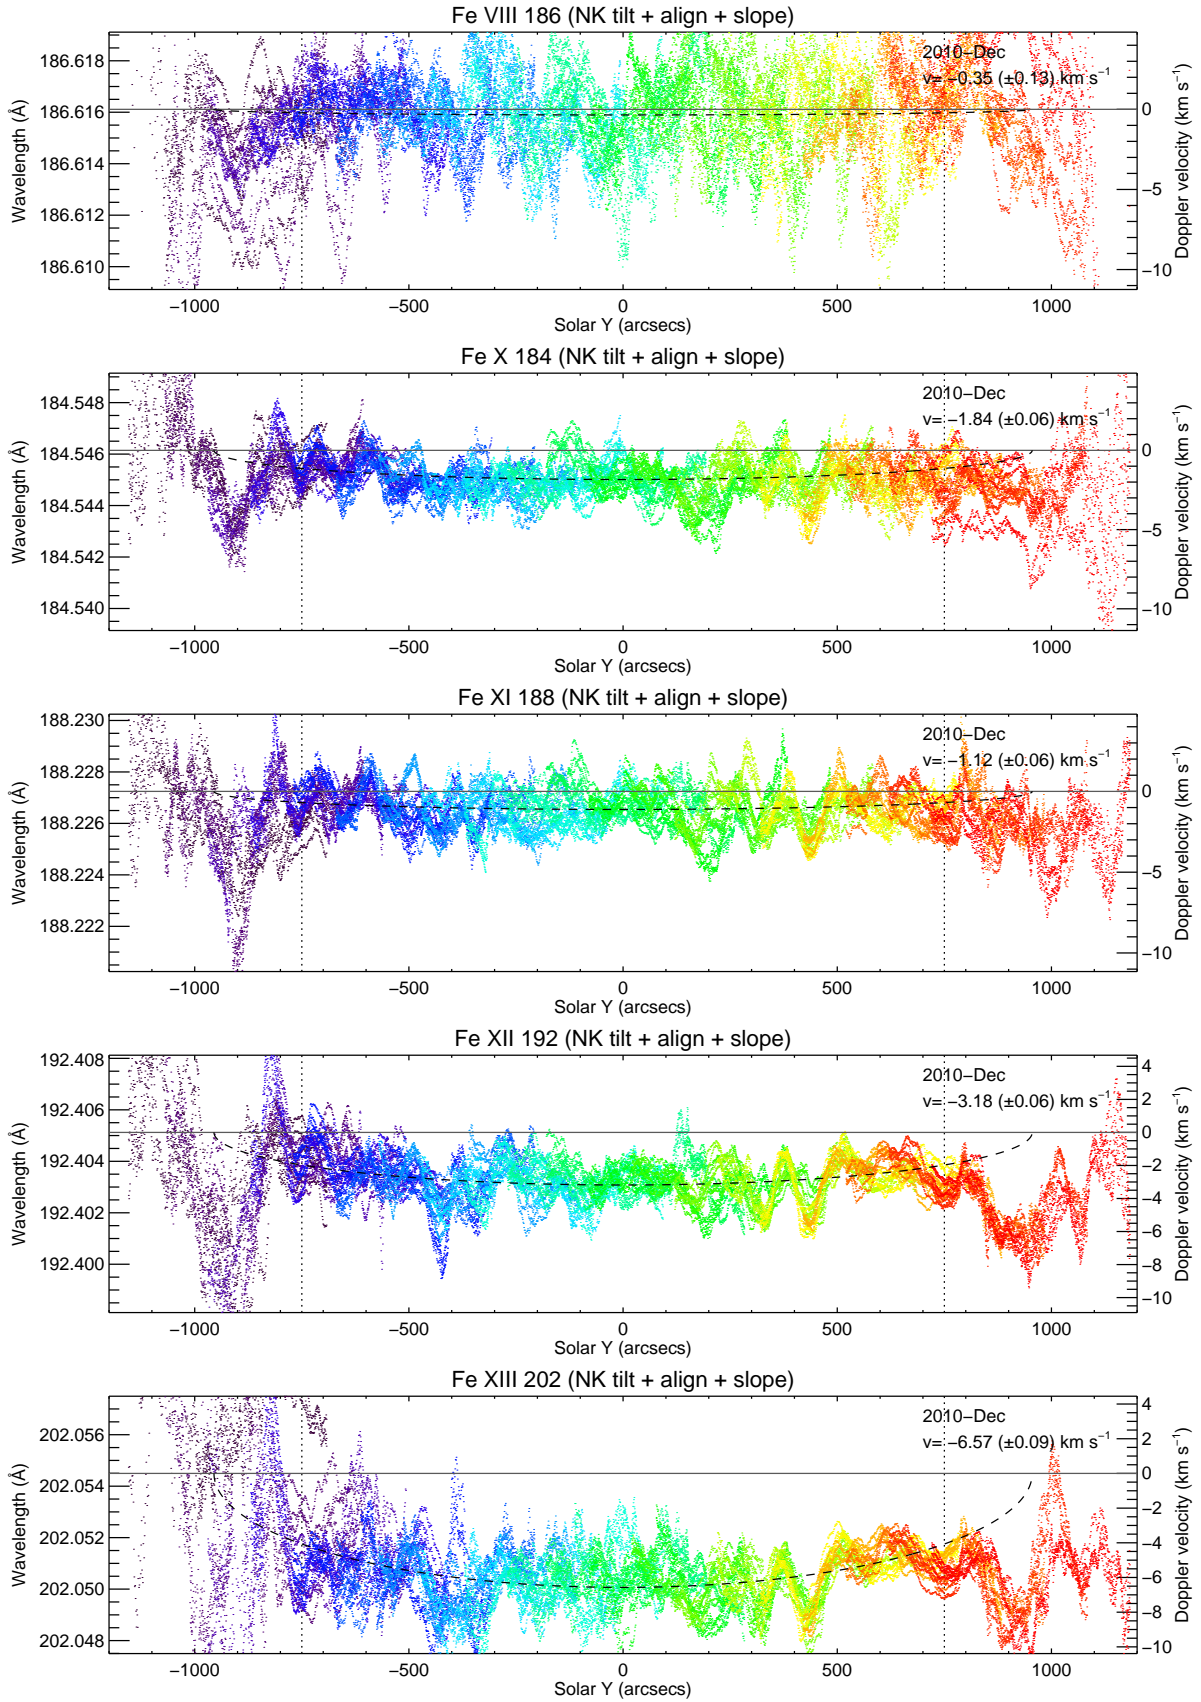 Fe VIII 186 (NK tilt + align + slope)
186.618
186.616
186.614
186.612
186.610
Wavelength (Å)
2010−Dec
v= −0.35 (±0.13) km s⁻¹
0
−5
−10
Doppler velocity (km s⁻¹)
−1000 −500 0 500 1000
Solar Y (arcsecs)
Fe X 184 (NK tilt + align + slope)
184.548
184.546
184.544
184.542
184.540
Wavelength (Å)
2010−Dec
v= −1.84 (±0.06) km s⁻¹
0
−5
−10
Doppler velocity (km s⁻¹)
−1000 −500 0 500 1000
Solar Y (arcsecs)
Fe XI 188 (NK tilt + align + slope)
188.230
188.228
188.226
188.224
188.222
Wavelength (Å)
2010−Dec
v= −1.12 (±0.06) km s⁻¹
0
−5
−10
Doppler velocity (km s⁻¹)
−1000 −500 0 500 1000
Solar Y (arcsecs)
Fe XII 192 (NK tilt + align + slope)
192.408
192.406
192.404
192.402
192.400
Wavelength (Å)
2010−Dec
v= −3.18 (±0.06) km s⁻¹
4
2
0
−2
−4
−6
−8
−10
Doppler velocity (km s⁻¹)
−1000 −500 0 500 1000
Solar Y (arcsecs)
Fe XIII 202 (NK tilt + align + slope)
202.056
202.054
202.052
202.050
202.048
Wavelength (Å)
2010−Dec
v= −6.57 (±0.09) km s⁻¹
4
2
0
−2
−4
−6
−8
−10
Doppler velocity (km s⁻¹)
−1000 −500 0 500 1000
Solar Y (arcsecs)